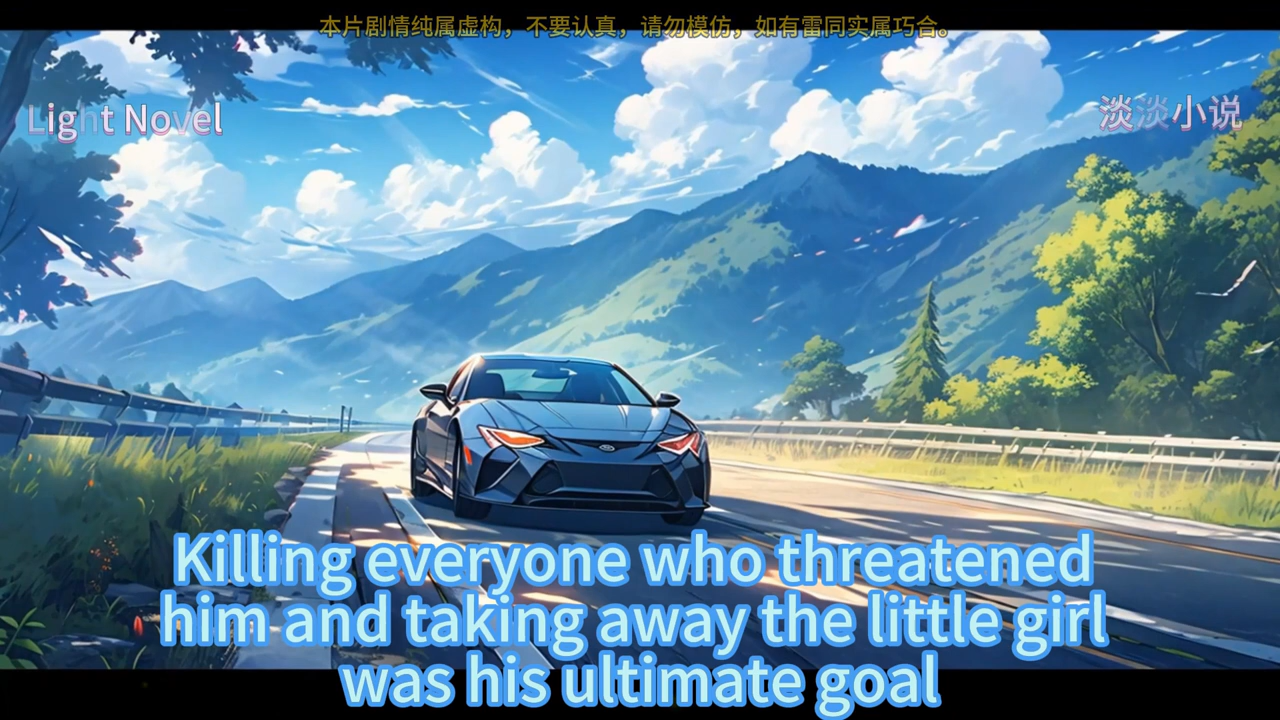 本片剧情纯属虚构，不要认真，请勿模仿，如有雷同实属巧合。
Light Novel
淡淡小说
Killing everyone who threatened
him and taking away the little girl
was his ultimate goal